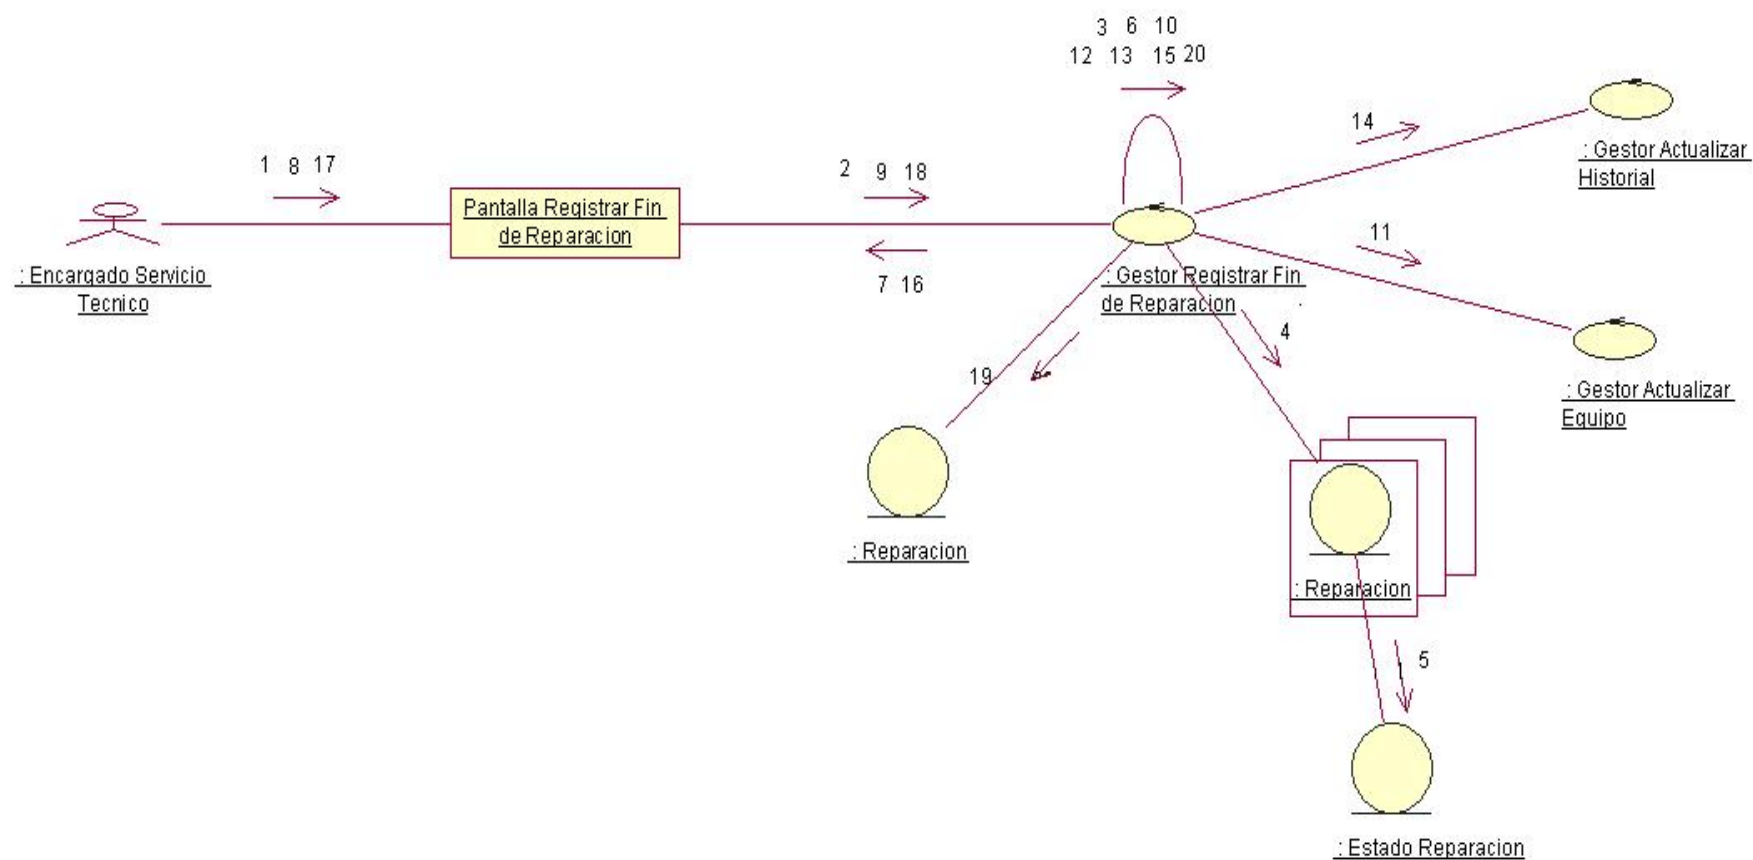 3 6 10
12 13 15 20
14
: Gestor Actualizar
Historial
1 8 17
2 9 18
Pantalla Registrar Fin
de Reparacion
11
: Encargado Servicio
Tecnico
7 16
: Gestor Registrar Fin
de Reparacion
4
19
: Gestor Actualizar
Equipo
: Reparacion
: Reparacion
5
: Estado Reparacion